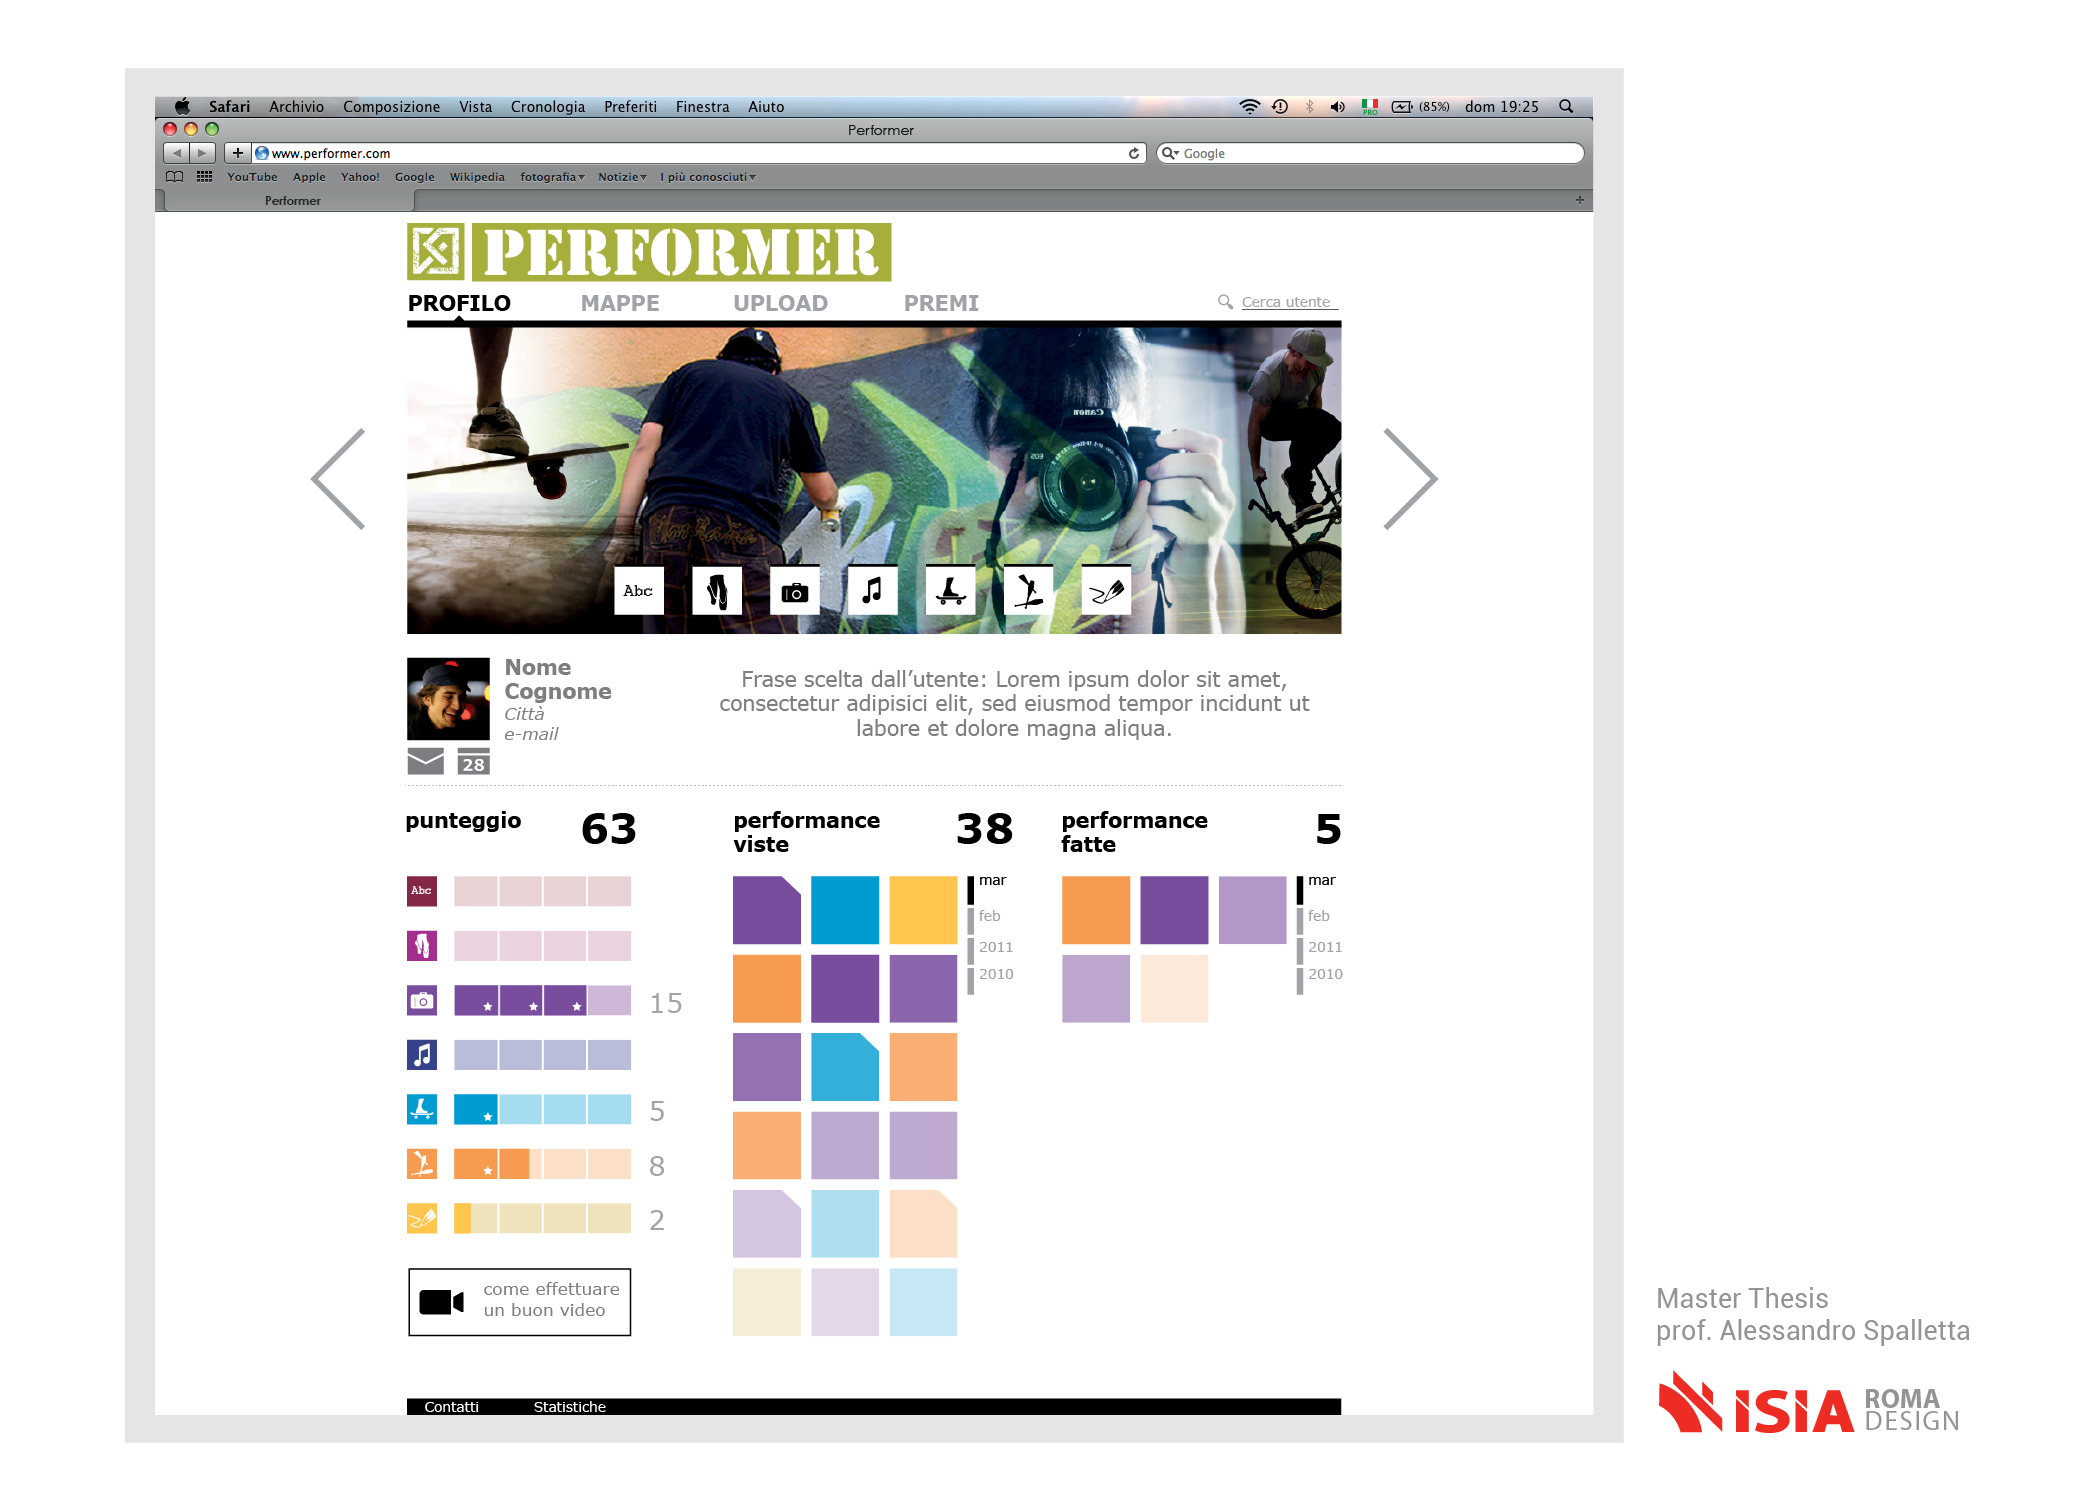 Safari Archivio Composizione Vista Cronologia Preferiti Finestra Aiuto PRO (85%) dom 19:25
Performer
www.performer.com Google
YouTube Apple Yahoo! Google Wikipedia fotografia Notizie I più conosciuti
Performer
PERFORMER
PROFILO MAPPE UPLOAD PREMI Cerca utente
Canon
EOS
Abc
Nome
Cognome
Città
e-mail
28
Frase scelta dall'utente: Lorem ipsum dolor sit amet,
consectetur adipisici elit, sed eiusmod tempor incidunt ut
labore et dolore magna aliqua.
punteggio 63
Abc
15
5
8
2
come effettuare
un buon video
performance
viste 38
mar
feb
2011
2010
performance
fatte 5
mar
feb
2011
2010
Contatti Statistiche
Master Thesis
prof. Alessandro Spalletta
ISIA ROMA
DESIGN